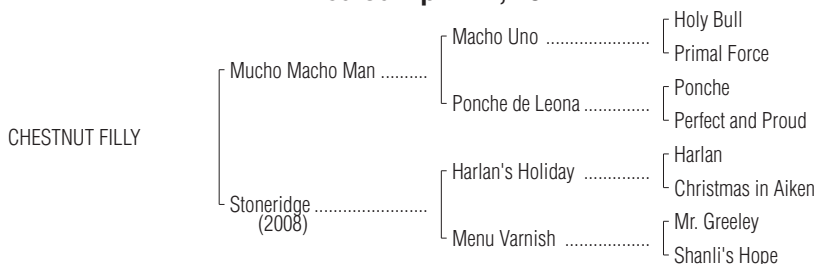 Holy Bull
Macho Uno .....................
Primal Force
Mucho Macho Man ..........
Ponche
Ponche de Leona ..............
Perfect and Proud
CHESTNUT FILLY
Harlan
Harlan's Holiday ..............
Christmas in Aiken
Stoneridge ........................
(2008)
Mr. Greeley
Menu Varnish ..................
Shanli's Hope